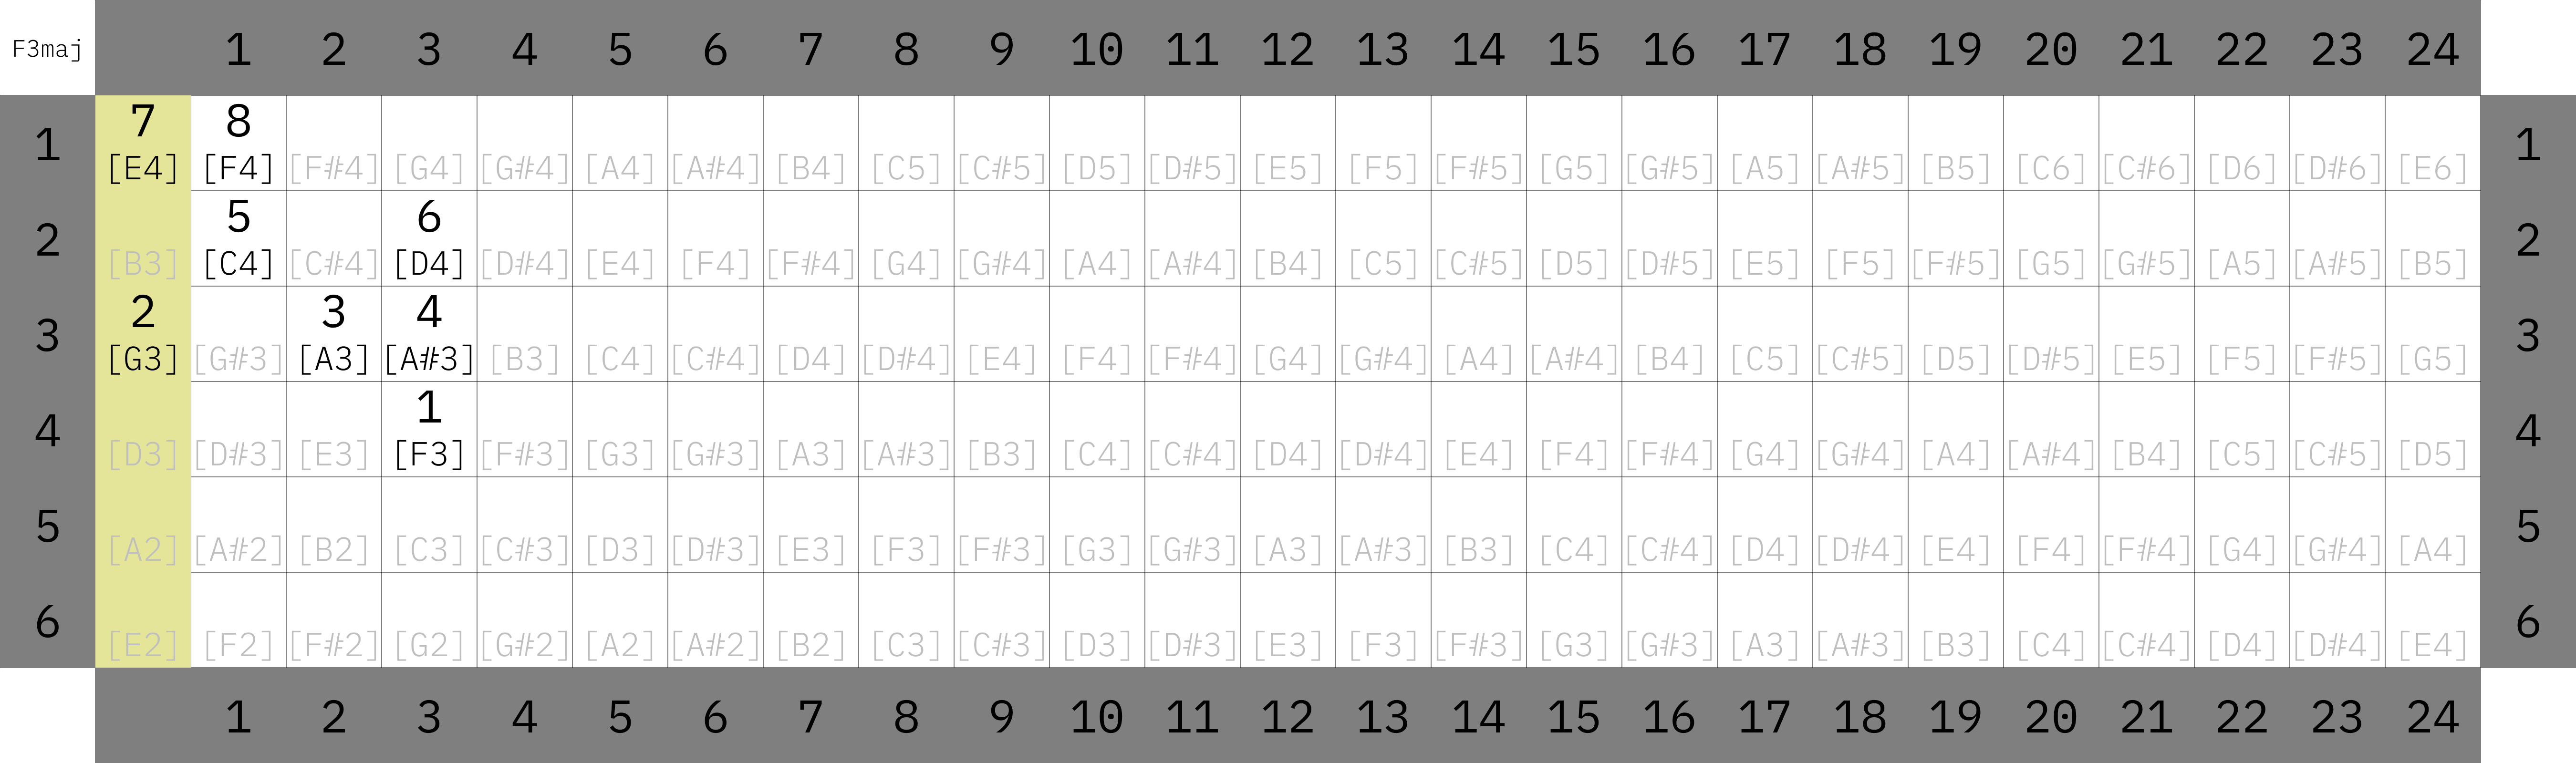 F3maj 1 2 3 4 5 6 7 8 9 10 11 12 13 14 15 16 17 18 19 20 21 22 23 24
7 8
1 [E4] [F4] [F#4] [G4] [G#4] [A4] [A#4] [B4] [C5] [C#5] [D5] [D#5] [E5] [F5] [F#5] [G5] [G#5] [A5] [A#5] [B5] [C6] [C#6] [D6] [D#6] [E6] 1
5 6
2 [B3] [C4] [C#4] [D4] [D#4] [E4] [F4] [F#4] [G4] [G#4] [A4] [A#4] [B4] [C5] [C#5] [D5] [D#5] [E5] [F5] [F#5] [G5] [G#5] [A5] [A#5] [B5] 2
2 3 4
3 [G3] [G#3] [A3] [A#3] [B3] [C4] [C#4] [D4] [D#4] [E4] [F4] [F#4] [G4] [G#4] [A4] [A#4] [B4] [C5] [C#5] [D5] [D#5] [E5] [F5] [F#5] [G5] 3
1
4 [D3] [D#3] [E3] [F3] [F#3] [G3] [G#3] [A3] [A#3] [B3] [C4] [C#4] [D4] [D#4] [E4] [F4] [F#4] [G4] [G#4] [A4] [A#4] [B4] [C5] [C#5] [D5] 4
5 [A2] [A#2] [B2] [C3] [C#3] [D3] [D#3] [E3] [F3] [F#3] [G3] [G#3] [A3] [A#3] [B3] [C4] [C#4] [D4] [D#4] [E4] [F4] [F#4] [G4] [G#4] [A4] 5
6 [E2] [F2] [F#2] [G2] [G#2] [A2] [A#2] [B2] [C3] [C#3] [D3] [D#3] [E3] [F3] [F#3] [G3] [G#3] [A3] [A#3] [B3] [C4] [C#4] [D4] [D#4] [E4] 6
1 2 3 4 5 6 7 8 9 10 11 12 13 14 15 16 17 18 19 20 21 22 23 24